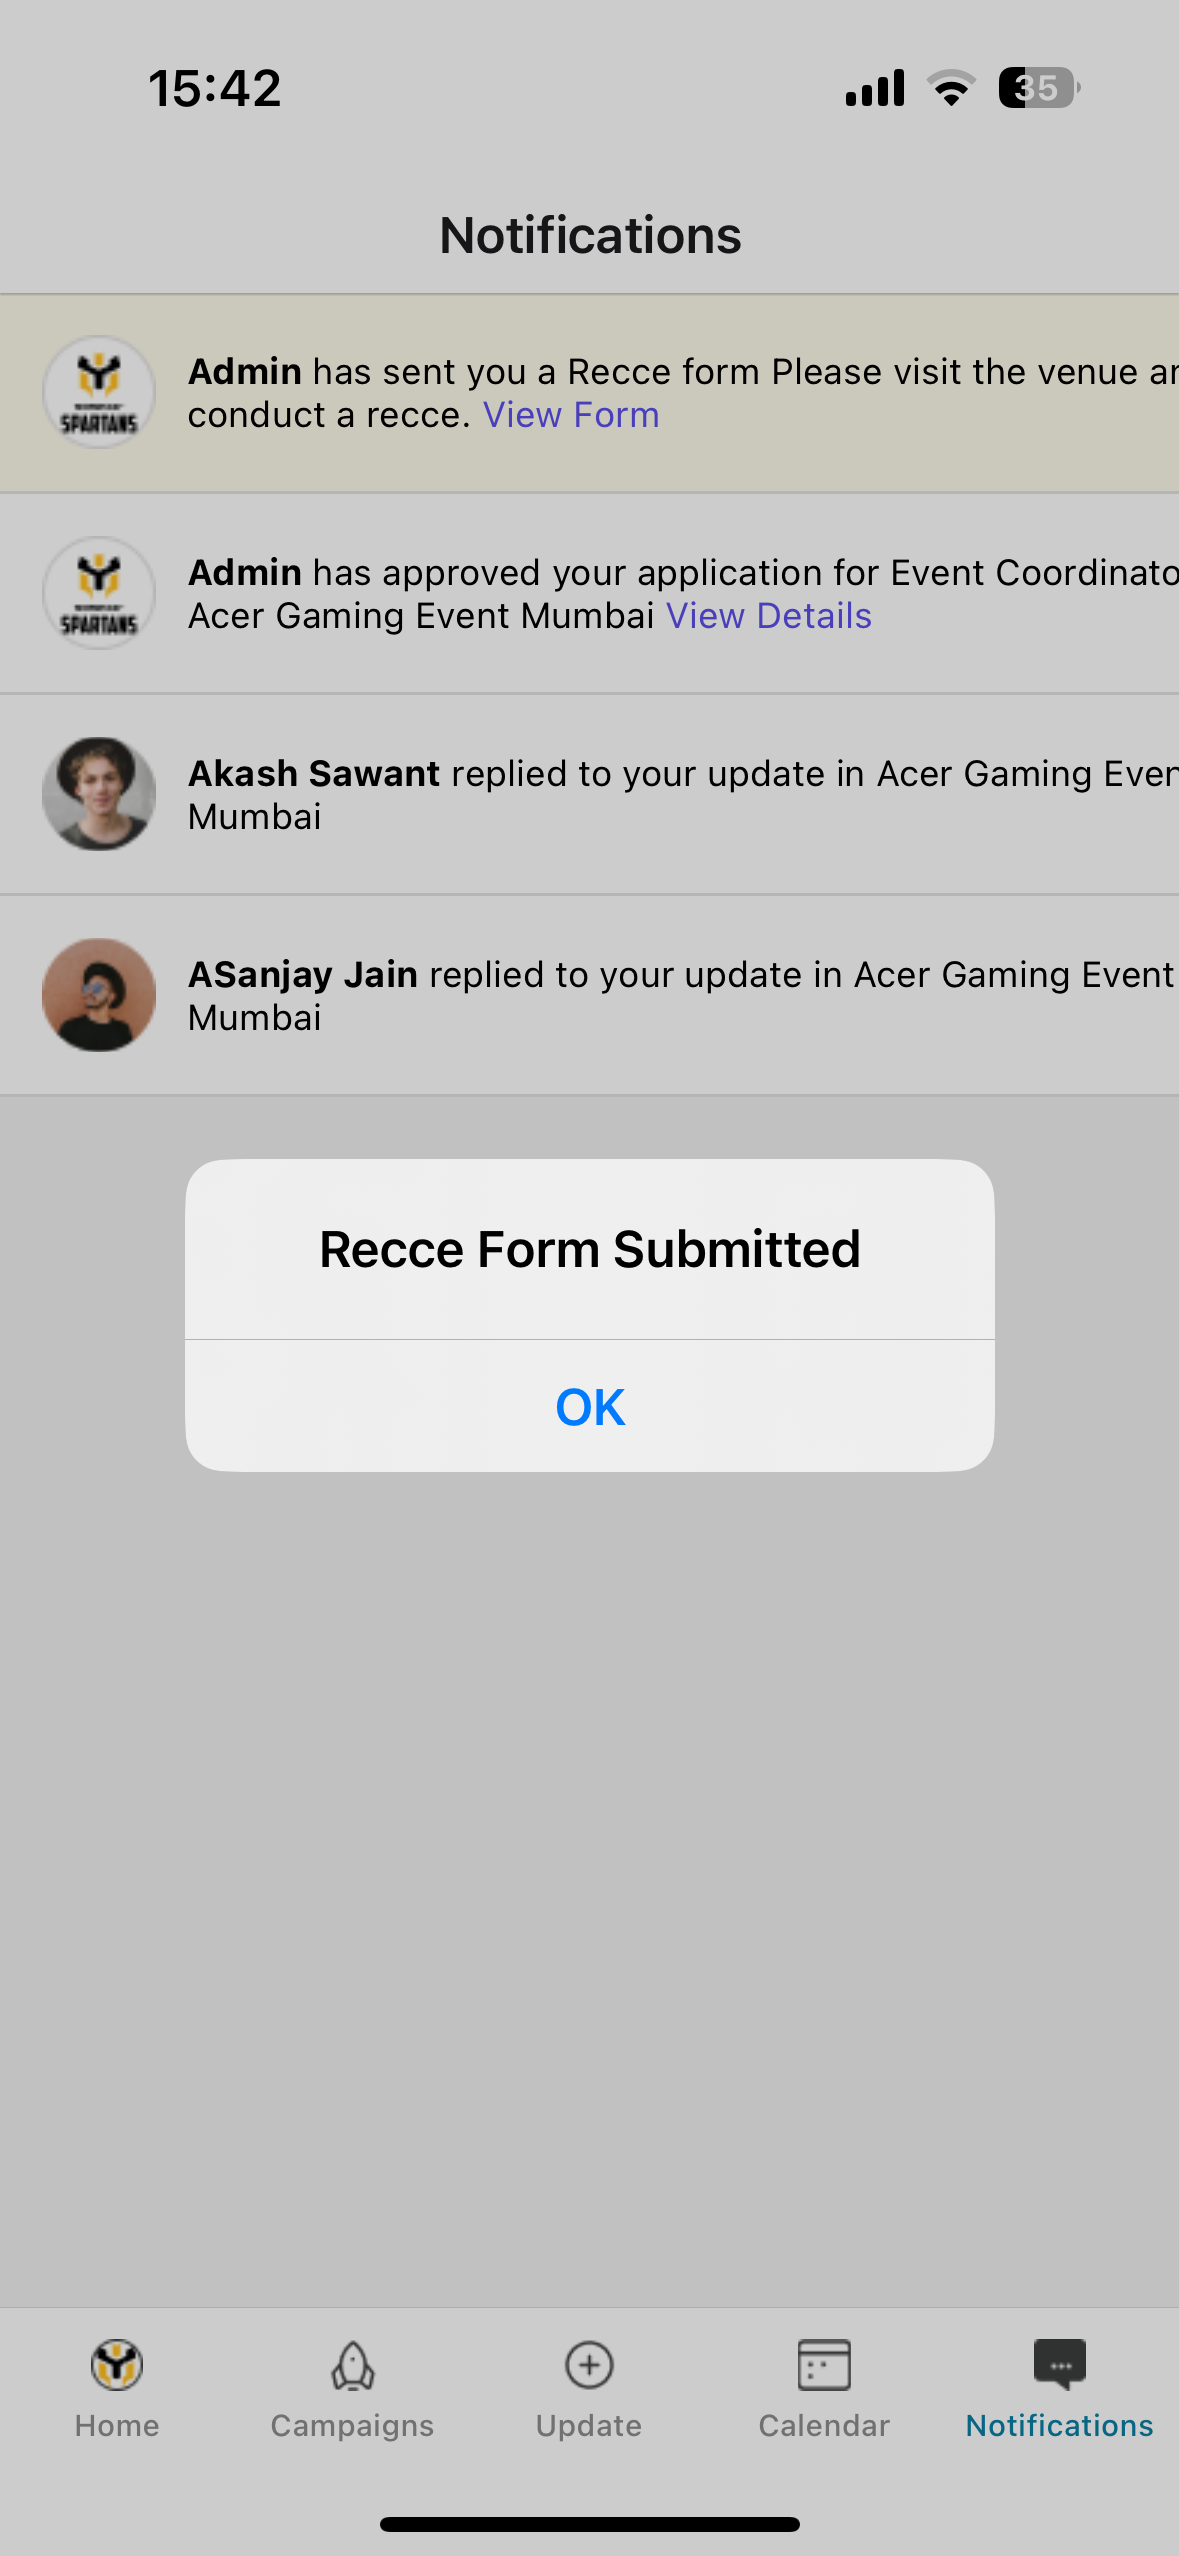 15:42
35
Notifications
Admin has sent you a Recce form Please visit the venue
conduct a recce. View Form
SPARTANS
Admin has approved your application for Event
Acer Gaming Event Mumbai View Details
SPARTANS
Akash Sawant replied to your update in Acer Gaming
Mumbai
ASanjay Jain replied to your update in Acer Gaming Event
Mumbai
Recce Form Submitted
OK
Home
Campaigns
Update
Calendar
Notifications